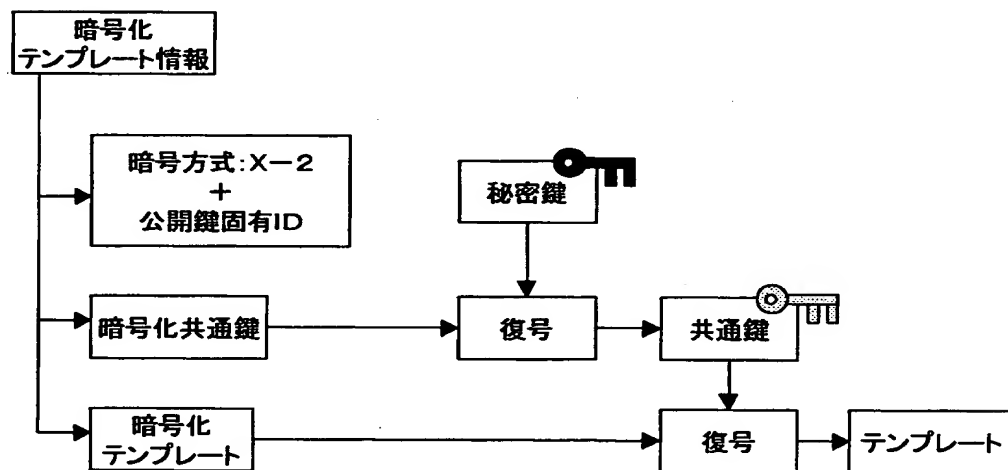 暗号化
テンプレート情報
暗号方式:X-2
+
公開鍵固有ID
秘密鍵
暗号化共通鍵
復号
共通鍵
暗号化
テンプレート
復号
テンプレート